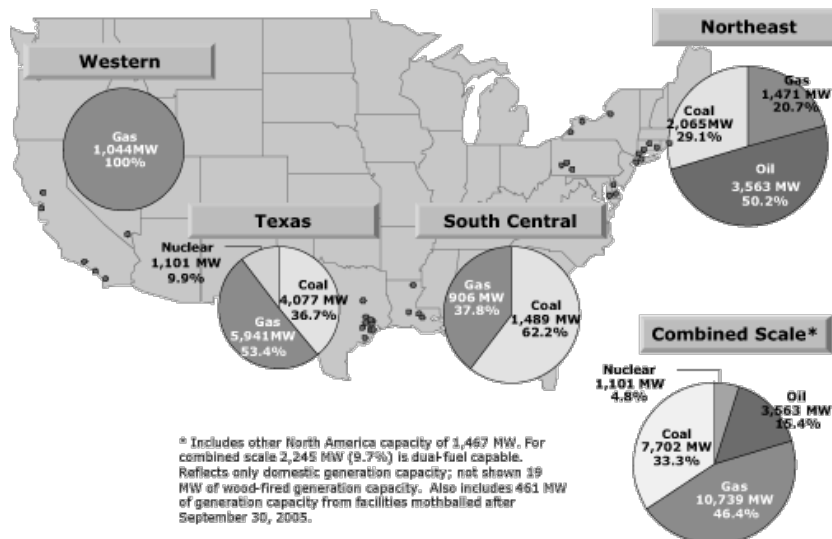 Northeast
Western
Gas
1,471 MW
20.7%
Coal
2,065MW
29.1%
Oil
3,563 MW
50.2%
Gas
1,044MW
100%
Texas
South Central
Nuclear
1,101 MW
9.9%
Coal
4,077 MW
36.7%
Gas
5,941MW
53.4%
Gas
906 MW
37.8%
Coal
1,489 MW
62.2%
Combined Scale*
Nuclear
1,101 MW
4.8%
Oil
3,563 MW
15.4%
Coal
7,702 MW
33.3%
Gas
10,739 MW
46.4%
* Includes other North America capacity of 1,467 MW. For
combined scale 2,245 MW (9.7%) is dual-fuel capable.
Reflects only domestic generation capacity; not shown 19
MW of wood-fired generation capacity. Also includes 461 MW
of generation capacity from facilities mothballed after
September 30, 2005.